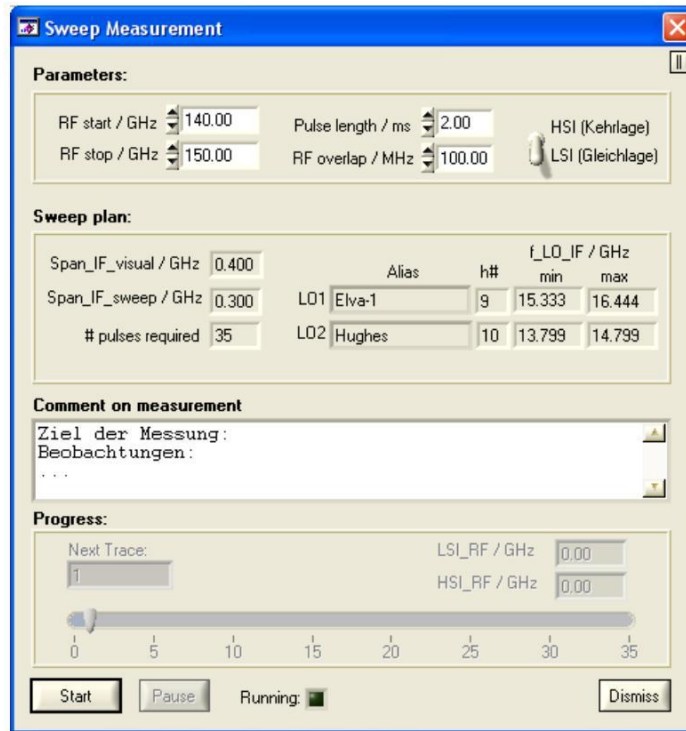 Sweep Measurement
Parameters:
RF start / GHz 140.00
RF stop / GHz 150.00
Pulse length / ms 2.00
RF overlap / MHz 100.00
HSI (Kehrlage)
LSI (Gleichlage)
Sweep plan:
Span_IF_visual / GHz 0.400
Span_IF_sweep / GHz 0.300
# pulses required 35
f_LO_IF / GHz
Alias h# min max
LO1 Elva-1 9 15.333 16.444
LO2 Hughes 10 13.799 14.799
Comment on measurement
Ziel der Messung:
Beobachtungen:
...
Progress:
Next Trace:
1
LSI_RF / GHz 0.00
HSI_RF / GHz 0.00
0 5 10 15 20 25 30 35
Start Pause Running: Dismiss